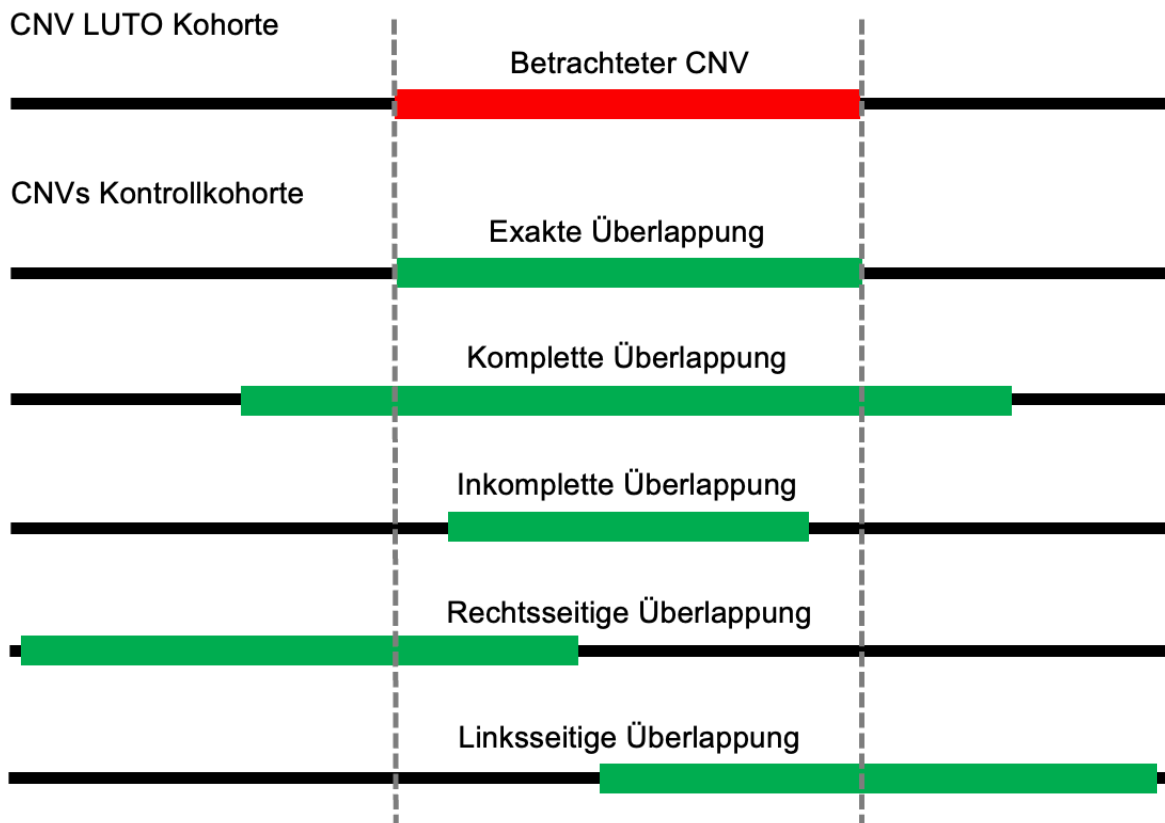 CNV LUTO Kohorte
Betrachteter CNV
CNVs Kontrollkohorte
Exakte Überlappung
Komplette Überlappung
Inkomplette Überlappung
Rechtsseitige Überlappung
Linksseitige Überlappung